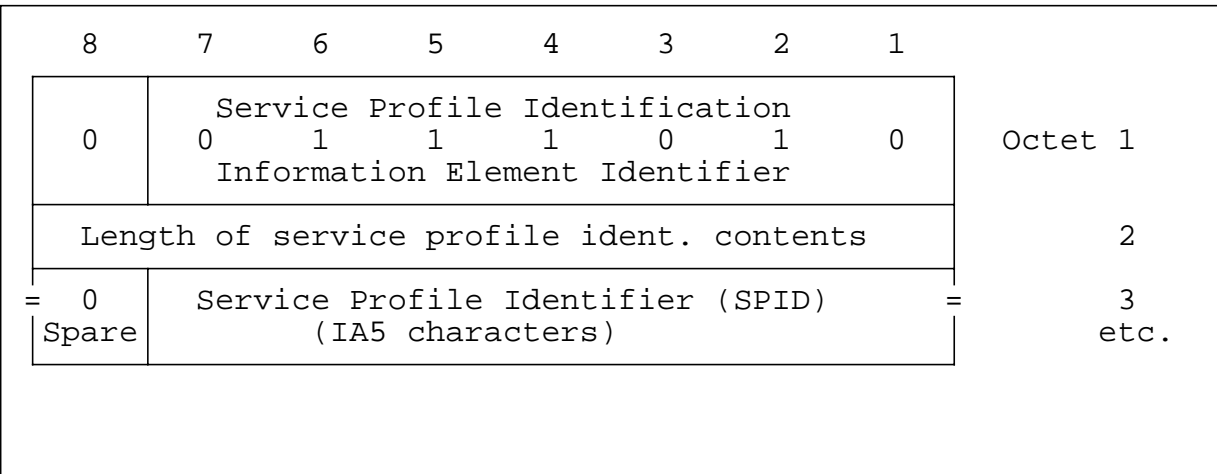 8 7 6 5 4 3 2 1
Service Profile Identification
0 0 1 1 1 0 1 0 Octet 1
Information Element Identifier
Length of service profile ident. contents 2
= 0 Service Profile Identifier (SPID) = 3
Spare (IA5 characters) etc.